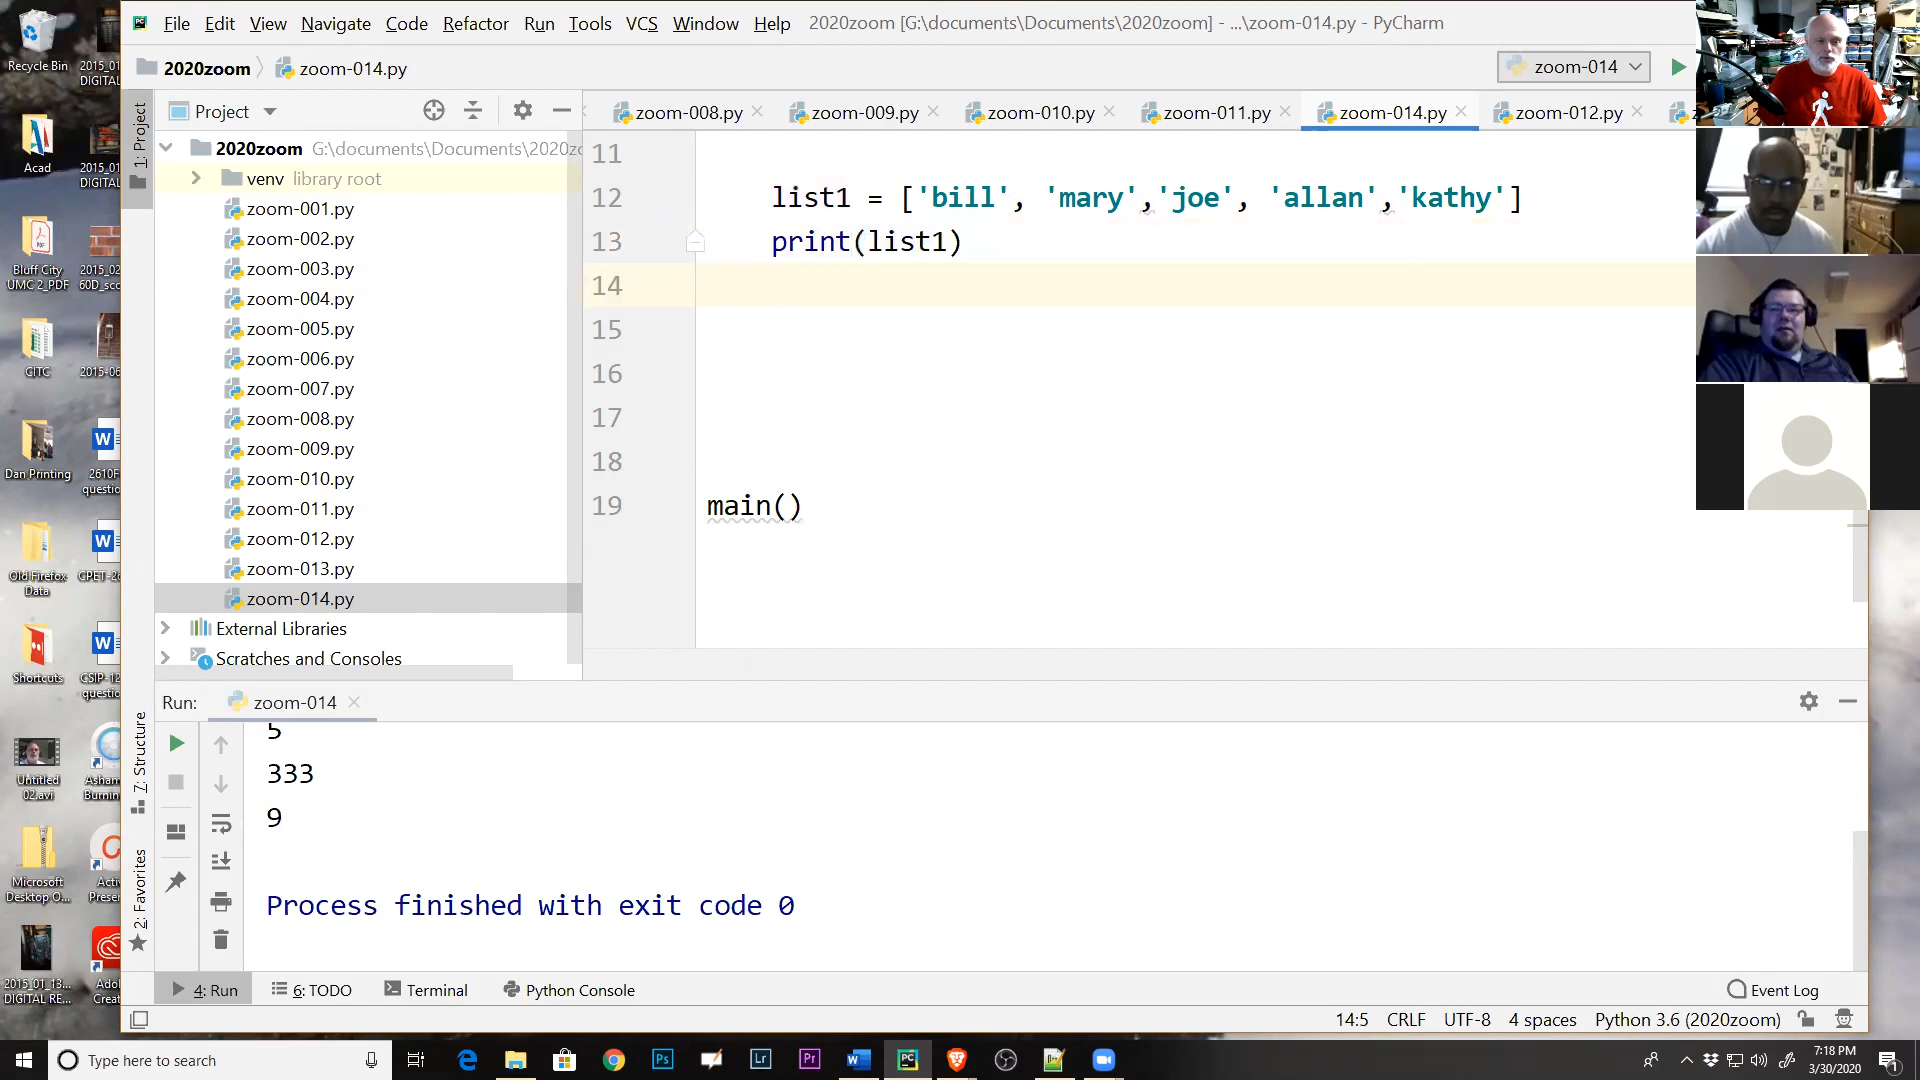 File Edit View Navigate Code Refactor Run Tools VCS Window Help 2020zoom [G:\documents\Documents\2020zoom] - ...\zoom-014.py - PyCharm
2020zoom zoom-014.py zoom-014
Project zoom-008.py zoom-009.py zoom-010.py zoom-011.py zoom-014.py zoom-012.py
1: Project
2020zoom G:\documents\Documents\2020zo
venv library root
zoom-001.py
zoom-002.py
zoom-003.py
zoom-004.py
zoom-005.py
zoom-006.py
zoom-007.py
zoom-008.py
zoom-009.py
zoom-010.py
zoom-011.py
zoom-012.py
zoom-013.py
zoom-014.py
External Libraries
Scratches and Consoles
11
12 list1 = ['bill', 'mary','joe', 'allan','kathy']
13 print(list1)
14
15
16
17
18
19 main()
Run: zoom-014
5
333
9
Process finished with exit code 0
7: Structure
2: Favorites
4: Run 6: TODO Terminal Python Console Event Log
14:5 CRLF UTF-8 4 spaces Python 3.6 (2020zoom)
Type here to search
7:18 PM
3/30/2020
1
Recycle Bin
2015_01
DIGITAL
Acad
2015_01
DIGITAL
Bluff City
UMC 2_PDF
2015_02
60D_sco
CITC
2015-06
Dan Printing
2610F
questio
Old Firefox
Data
CPET-26
Shortcuts
CSIP-12
questio
Untitled
02.avi
Asham
Burnin
Microsoft
Desktop O...
Acti
Presen
2015_01_13...
DIGITAL RE...
Adol
Creat